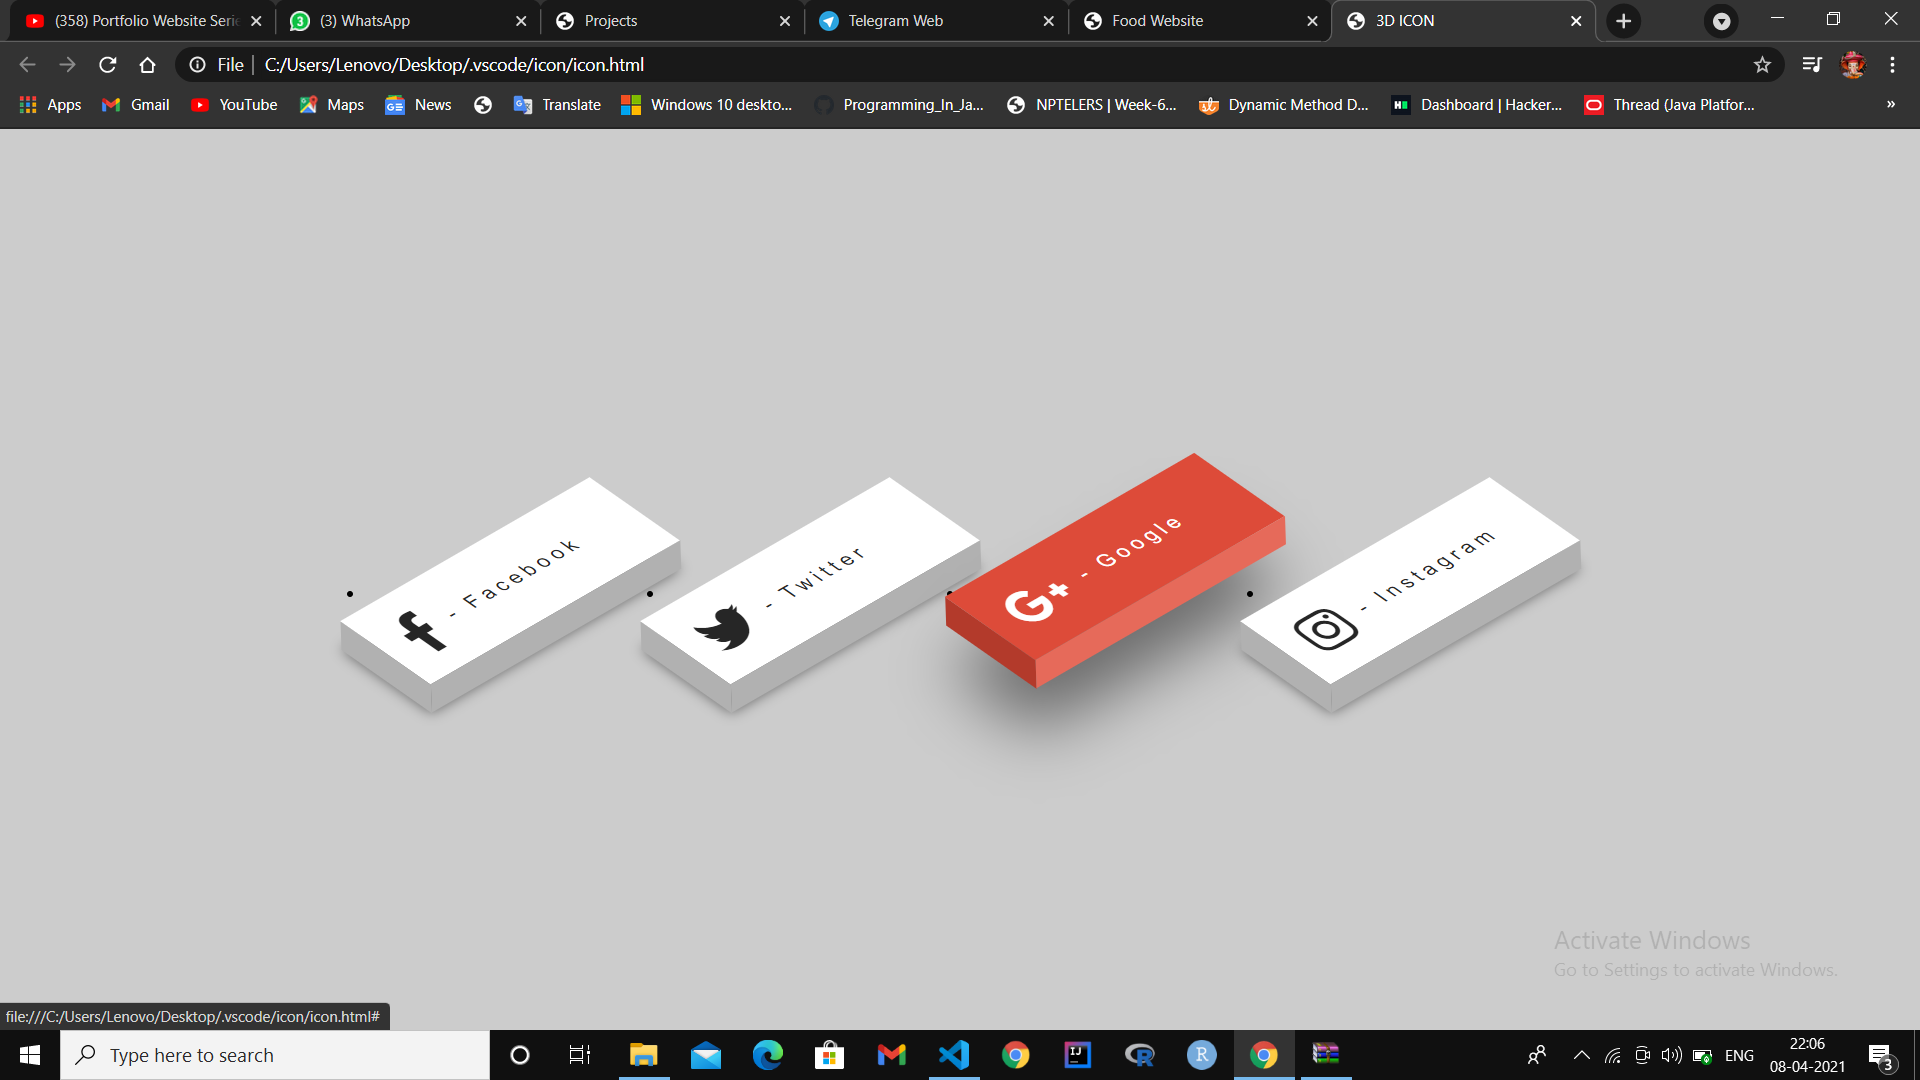 (358) Portfolio Website Serie
(3) WhatsApp
Projects
Telegram Web
Food Website
3D ICON
File | C:/Users/Lenovo/Desktop/.vscode/icon/icon.html
Apps
Gmail
YouTube
Maps
News
Translate
Windows 10 deskto...
Programming_In_Ja...
NPTELERS | Week-6...
Dynamic Method D...
Dashboard | Hacker...
Thread (Java Platfor...
»
- Facebook
- Twitter
G+ - Google
- Instagram
Activate Windows
Go to Settings to activate Windows.
file:///C:/Users/Lenovo/Desktop/.vscode/icon/icon.html#
Type here to search
ENG
22:06
08-04-2021
3